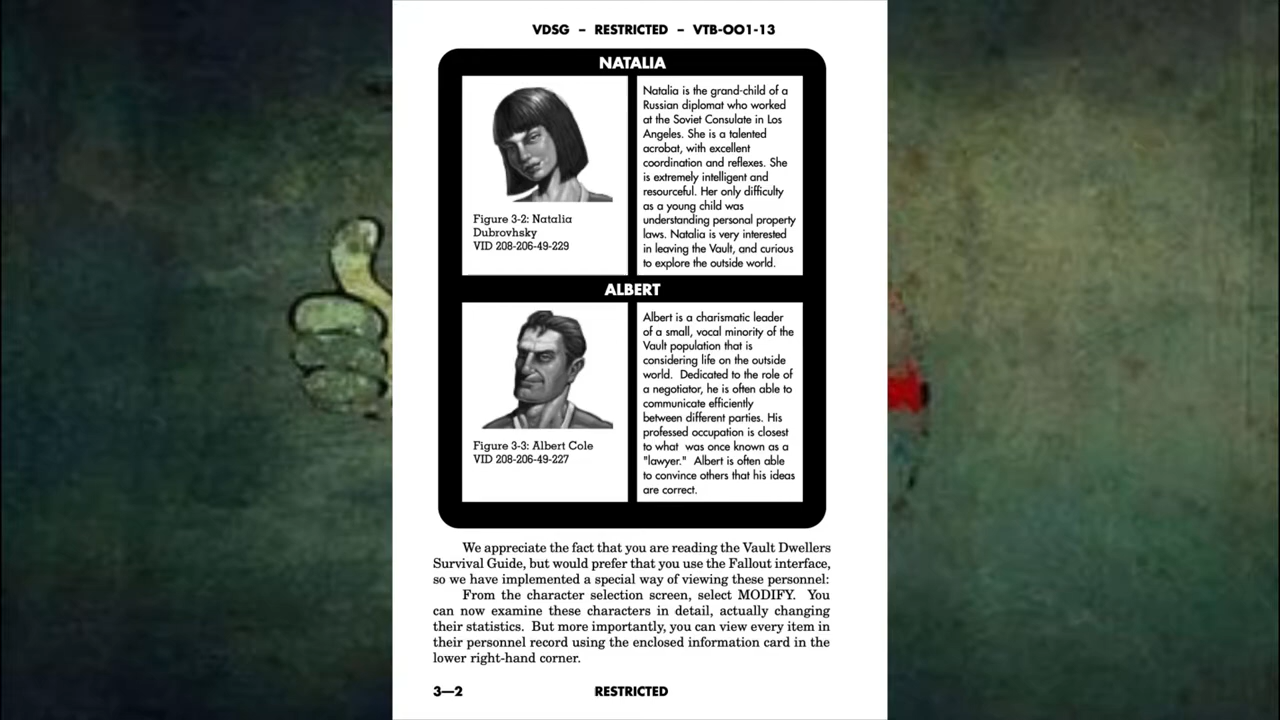 VDSG – RESTRICTED – VTB-001-13
NATALIA
Natalia is the grand-child of a
Russian diplomat who worked
at the Soviet Consulate in Los
Angeles. She is a talented
acrobat, with excellent
coordination and reflexes. She
is extremely intelligent and
resourceful. Her only difficulty
as a young child was
understanding personal property
laws. Natalia is very interested
in leaving the Vault, and curious
to explore the outside world.
Figure 3-2: Natalia
Dubrovhsky
VID 208-206-49-229
ALBERT
Albert is a charismatic leader
of a small, vocal minority of the
Vault population that is
considering life on the outside
world. Dedicated to the role of
a negotiator, he is often able to
communicate efficiently
between different parties. His
professed occupation is closest
to what was once known as a
"lawyer." Albert is often able
to convince others that his ideas
are correct.
Figure 3-3: Albert Cole
VID 208-206-49-227
We appreciate the fact that you are reading the Vault Dwellers
Survival Guide, but would prefer that you use the Fallout interface,
so we have implemented a special way of viewing these personnel:
From the character selection screen, select MODIFY. You
can now examine these characters in detail, actually changing
their statistics. But more importantly, you can view every item in
their personnel record using the enclosed information card in the
lower right-hand corner.
3—2
RESTRICTED